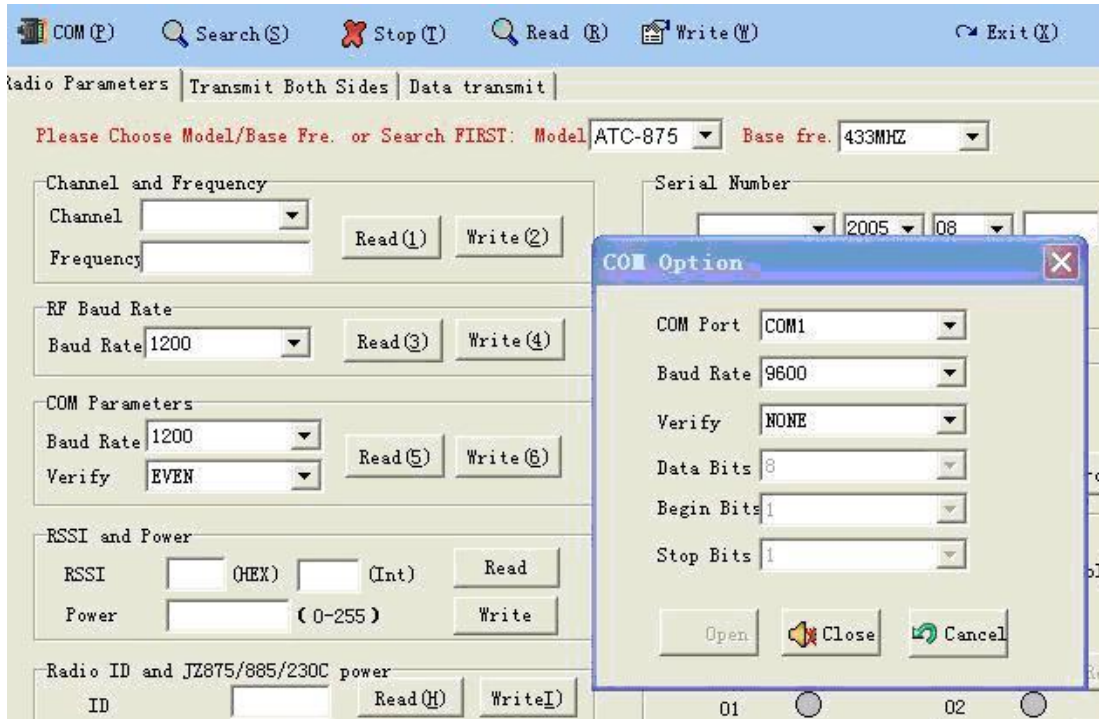 COM(P) Search(S) Stop(T) Read (R) Write(W) Exit(X)
Radio Parameters Transmit Both Sides Data transmit
Please Choose Model/Base Fre. or Search FIRST: Model ATC-875 Base fre. 433MHZ
Channel and Frequency
Channel
Frequency
Read(1) Write(2)
RF Baud Rate
Baud Rate 1200 Read(3) Write(4)
COM Parameters
Baud Rate 1200
Verify EVEN
Read(5) Write(6)
RSSI and Power
RSSI (HEX) (Int) Read
Power (0-255) Write
Radio ID and JZ875/885/230C power
ID Read(H) WriteI)
Serial Number
2005 08
COM Option
COM Port COM1
Baud Rate 9600
Verify NONE
Data Bits 8
Begin Bits 1
Stop Bits 1
Open Close Cancel
01 02